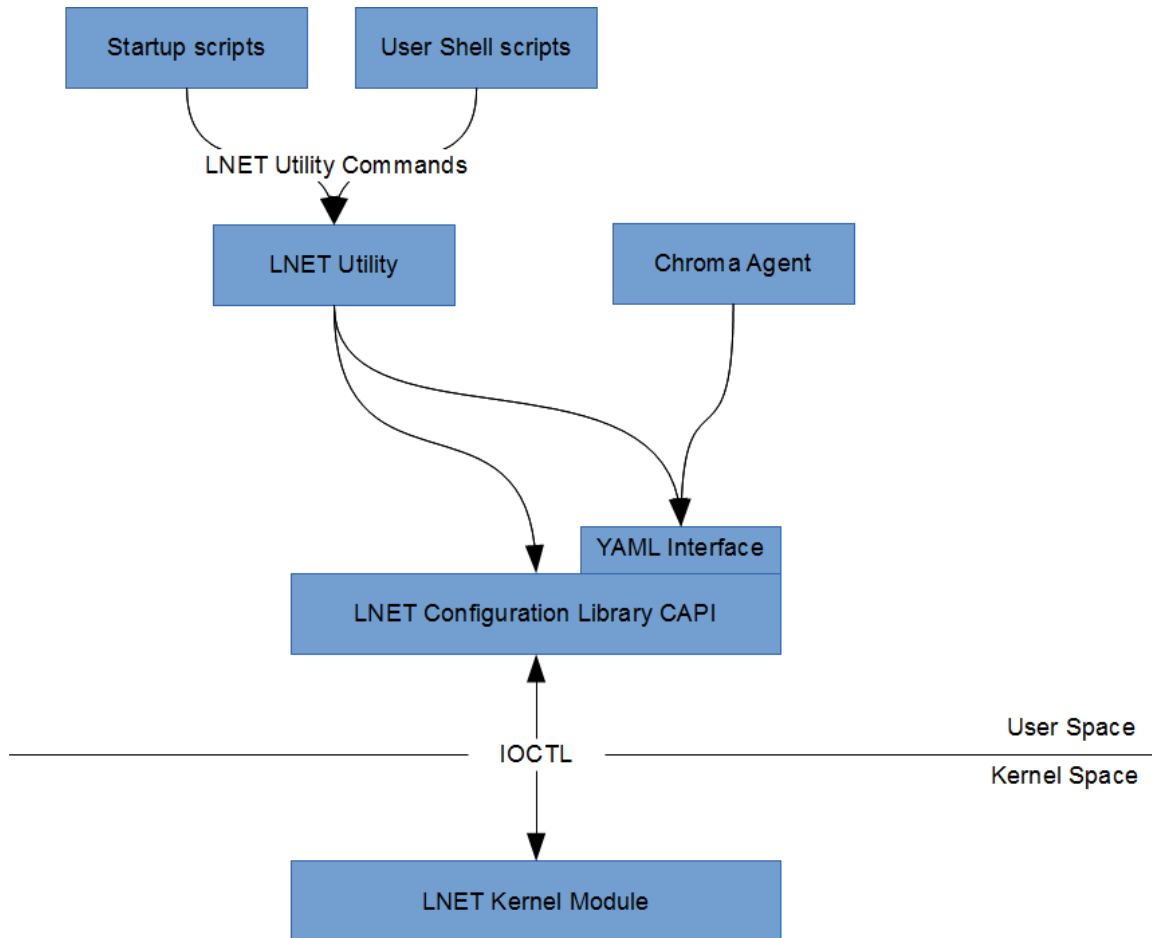 Startup scripts
User Shell scripts
LNET Utility Commands
LNET Utility
Chroma Agent
YAML Interface
LNET Configuration Library CAPI
User Space
IOCTL
Kernel Space
LNET Kernel Module